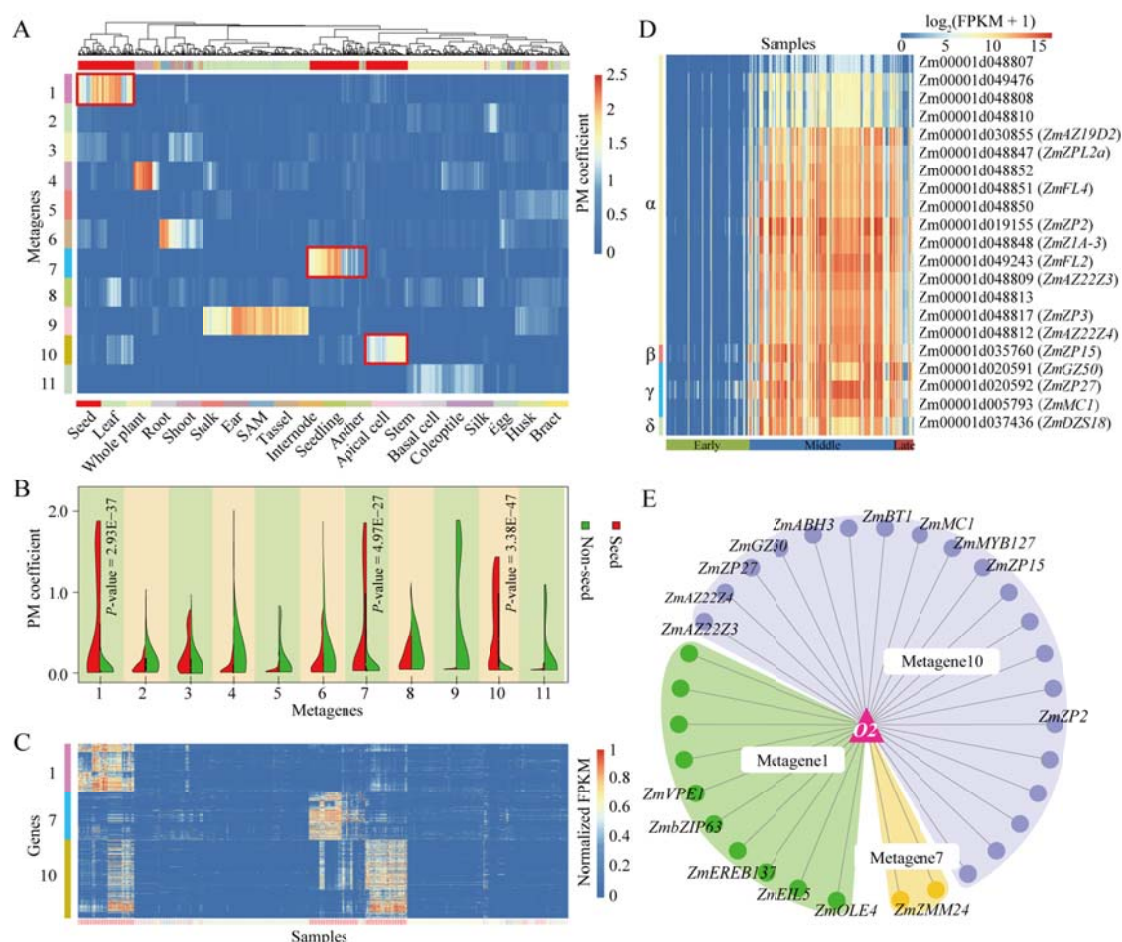 A
PM coefficient
2.5
2
1.5
1
0.5
0
Metagenes
1
2
3
4
5
6
7
8
9
10
11
Seed
Leaf
Whole plant
Root
Shoot
Stalk
Ear
SAM
Tassel
Internode
Seedling
Anther
Apical cell
Stem
Basal cell
Coleoptile
Silk
Egg
Husk
Bract
B
PM coefficient
2.0
1.0
0.0
P-value = 2.93E−37
P-value = 4.97E−27
P-value = 3.38E−47
Non-seed
Seed
1 2 3 4 5 6 7 8 9 10 11
Metagenes
C
Genes
1
7
10
Samples
Normalized FPKM
1
0.8
0.6
0.4
0.2
0
D
log2(FPKM + 1)
0 5 10 15
Samples
Zm00001d048807
Zm00001d049476
Zm00001d048808
Zm00001d048810
Zm00001d030855 (ZmAZ19D2)
Zm00001d048847 (ZmZPL2a)
Zm00001d048852
Zm00001d048851 (ZmFL4)
Zm00001d048850
Zm00001d019155 (ZmZP2)
Zm00001d048848 (ZmZ1A-3)
Zm00001d049243 (ZmFL2)
Zm00001d048809 (ZmAZ22Z3)
Zm00001d048813
Zm00001d048817 (ZmZP3)
Zm00001d048812 (ZmAZ22Z4)
Zm00001d035760 (ZmZP15)
Zm00001d020591 (ZmGZ50)
Zm00001d020592 (ZmZP27)
Zm00001d005793 (ZmMC1)
Zm00001d037436 (ZmDZS18)
α
β
γ
δ
Early
Middle
Late
E
ZmABH3
ZmBT1
ZmMC1
ZmMYB127
ZmZP15
ZmGZ50
ZmZP27
ZmAZ22Z4
ZmAZ22Z3
Metagene10
O2
ZmZP2
Metagene1
ZmVPE1
ZmbZIP63
ZmEREB137
ZmEIL5
ZmOLE4
Metagene7
ZmZMM24